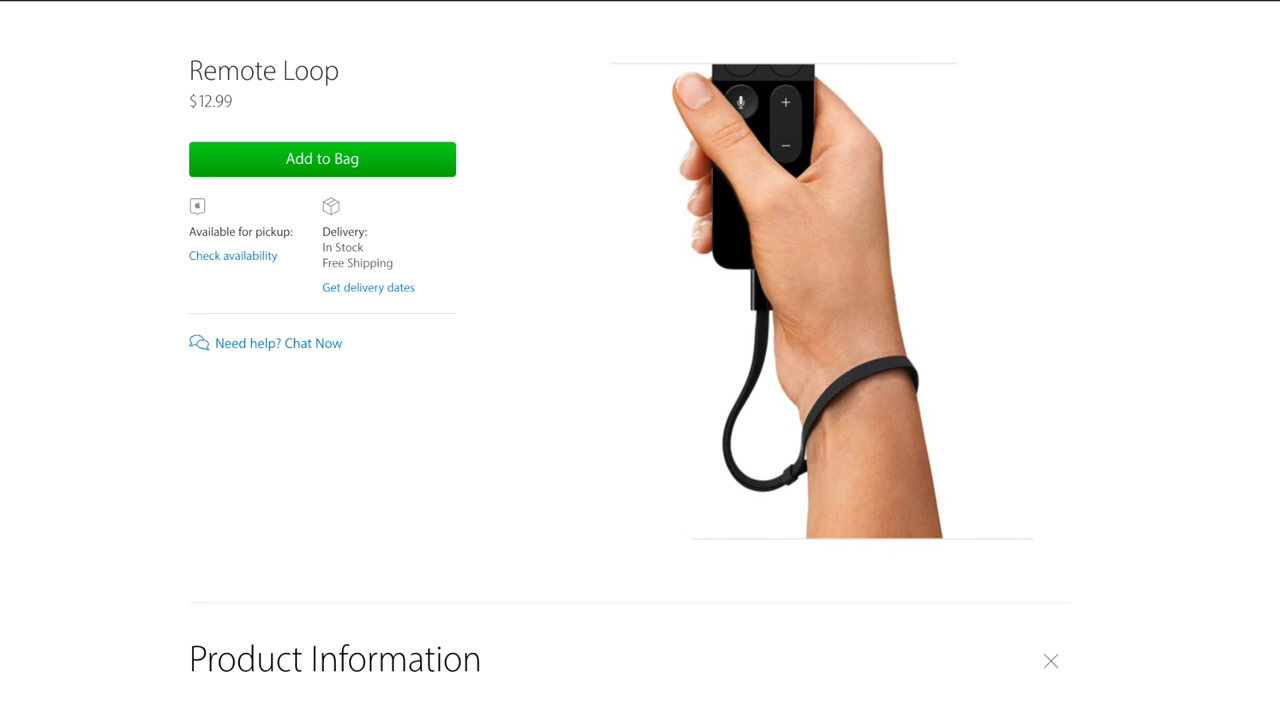 Remote Loop
$12.99
Add to Bag
Available for pickup:
Check availability
Delivery:
In Stock
Free Shipping
Get delivery dates
Need help? Chat Now
+
−
Product Information